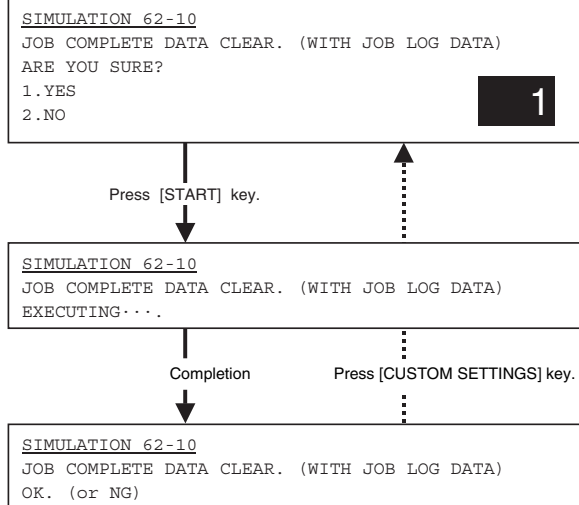 SIMULATION 62-10
JOB COMPLETE DATA CLEAR. (WITH JOB LOG DATA)
ARE YOU SURE?
1.YES
2.NO
1
Press [START] key.
SIMULATION 62-10
JOB COMPLETE DATA CLEAR. (WITH JOB LOG DATA)
EXECUTING···.
Completion
Press [CUSTOM SETTINGS] key.
SIMULATION 62-10
JOB COMPLETE DATA CLEAR. (WITH JOB LOG DATA)
OK. (or NG)